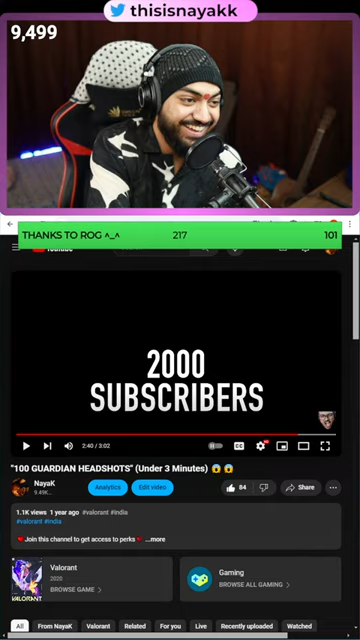 thisisnayakk
9,499
THANKS TO ROG ^_^ 217 101
2000
SUBSCRIBERS
2:40 / 3:02
"100 GUARDIAN HEADSHOTS" (Under 3 Minutes) 😱 😱
NayaK
9.49K...
Analytics
Edit video
84
Share
1.1K views 1 year ago #valorant #india
#valorant #india
❤️Join this channel to get access to perks❤️ ...more
Valorant
2020
BROWSE GAME
VALORANT
Gaming
BROWSE ALL GAMING
All
From NayaK
Valorant
Related
For you
Live
Recently uploaded
Watched